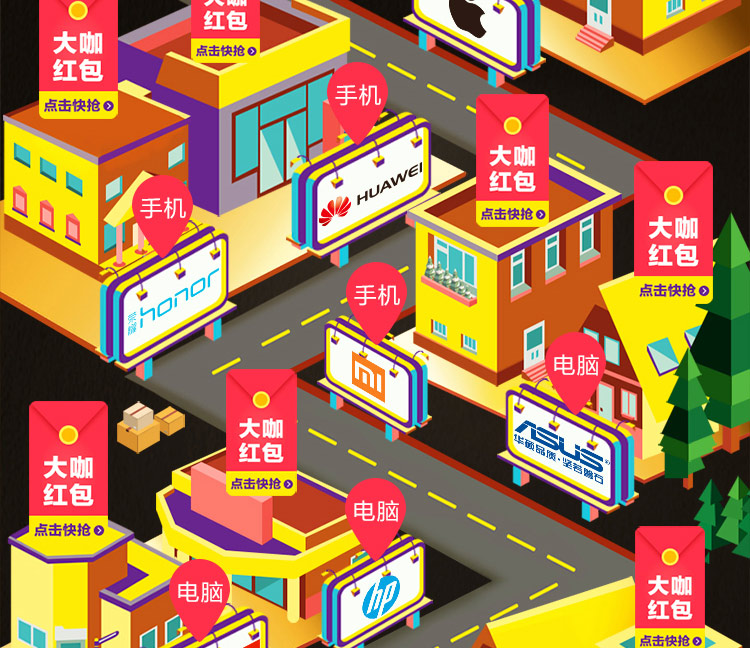 大咖
红包
点击快抢
红包
点击快抢
手机
HUAWEI
大咖
红包
点击快抢
手机
荣耀
honor
大咖
红包
点击快抢
手机
MI
电脑
ASUS
华硕品质·坚若磐石
大咖
红包
点击快抢
大咖
红包
点击快抢
电脑
hp
大咖
红包
点击快抢
电脑